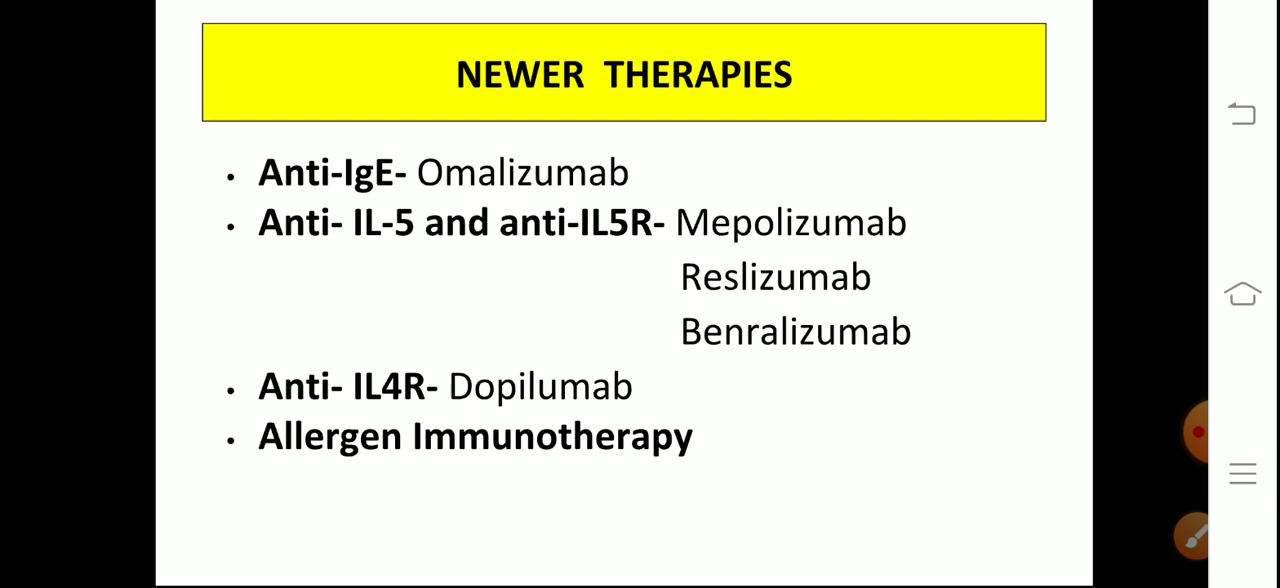 NEWER THERAPIES
• Anti-IgE- Omalizumab
• Anti- IL-5 and anti-IL5R- Mepolizumab
Reslizumab
Benralizumab
• Anti- IL4R- Dopilumab
• Allergen Immunotherapy